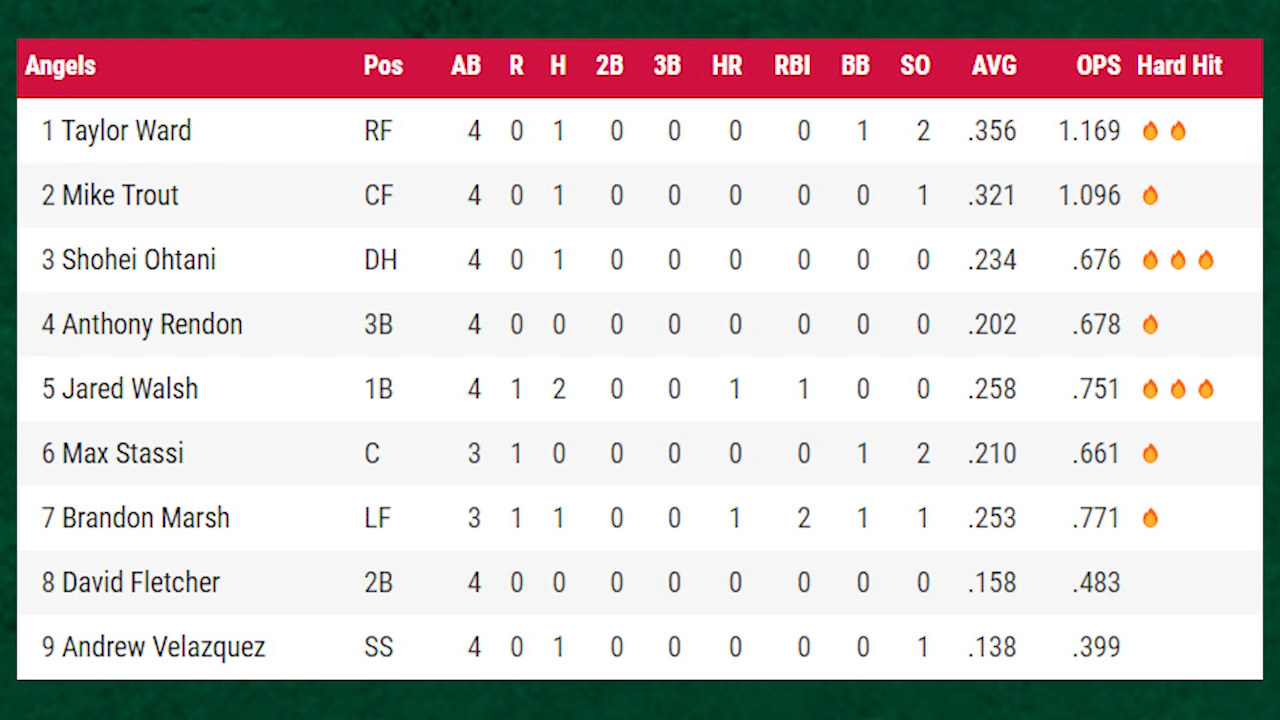 Angels Pos AB R H 2B 3B HR RBI BB SO AVG OPS Hard Hit
1 Taylor Ward RF 4 0 1 0 0 0 0 1 2 .356 1.169
2 Mike Trout CF 4 0 1 0 0 0 0 0 1 .321 1.096
3 Shohei Ohtani DH 4 0 1 0 0 0 0 0 0 .234 .676
4 Anthony Rendon 3B 4 0 0 0 0 0 0 0 0 .202 .678
5 Jared Walsh 1B 4 1 2 0 0 1 1 0 0 .258 .751
6 Max Stassi C 3 1 0 0 0 0 0 1 2 .210 .661
7 Brandon Marsh LF 3 1 1 0 0 1 2 1 1 .253 .771
8 David Fletcher 2B 4 0 0 0 0 0 0 0 0 .158 .483
9 Andrew Velazquez SS 4 0 1 0 0 0 0 0 1 .138 .399